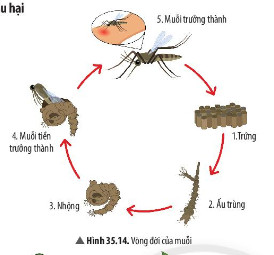 u hại
5. Muỗi trưởng thành
1.Trứng
2. Ấu trùng
3. Nhộng
4. Muỗi tiền
trưởng thành
▲ Hình 35.14. Vòng đời của muỗi